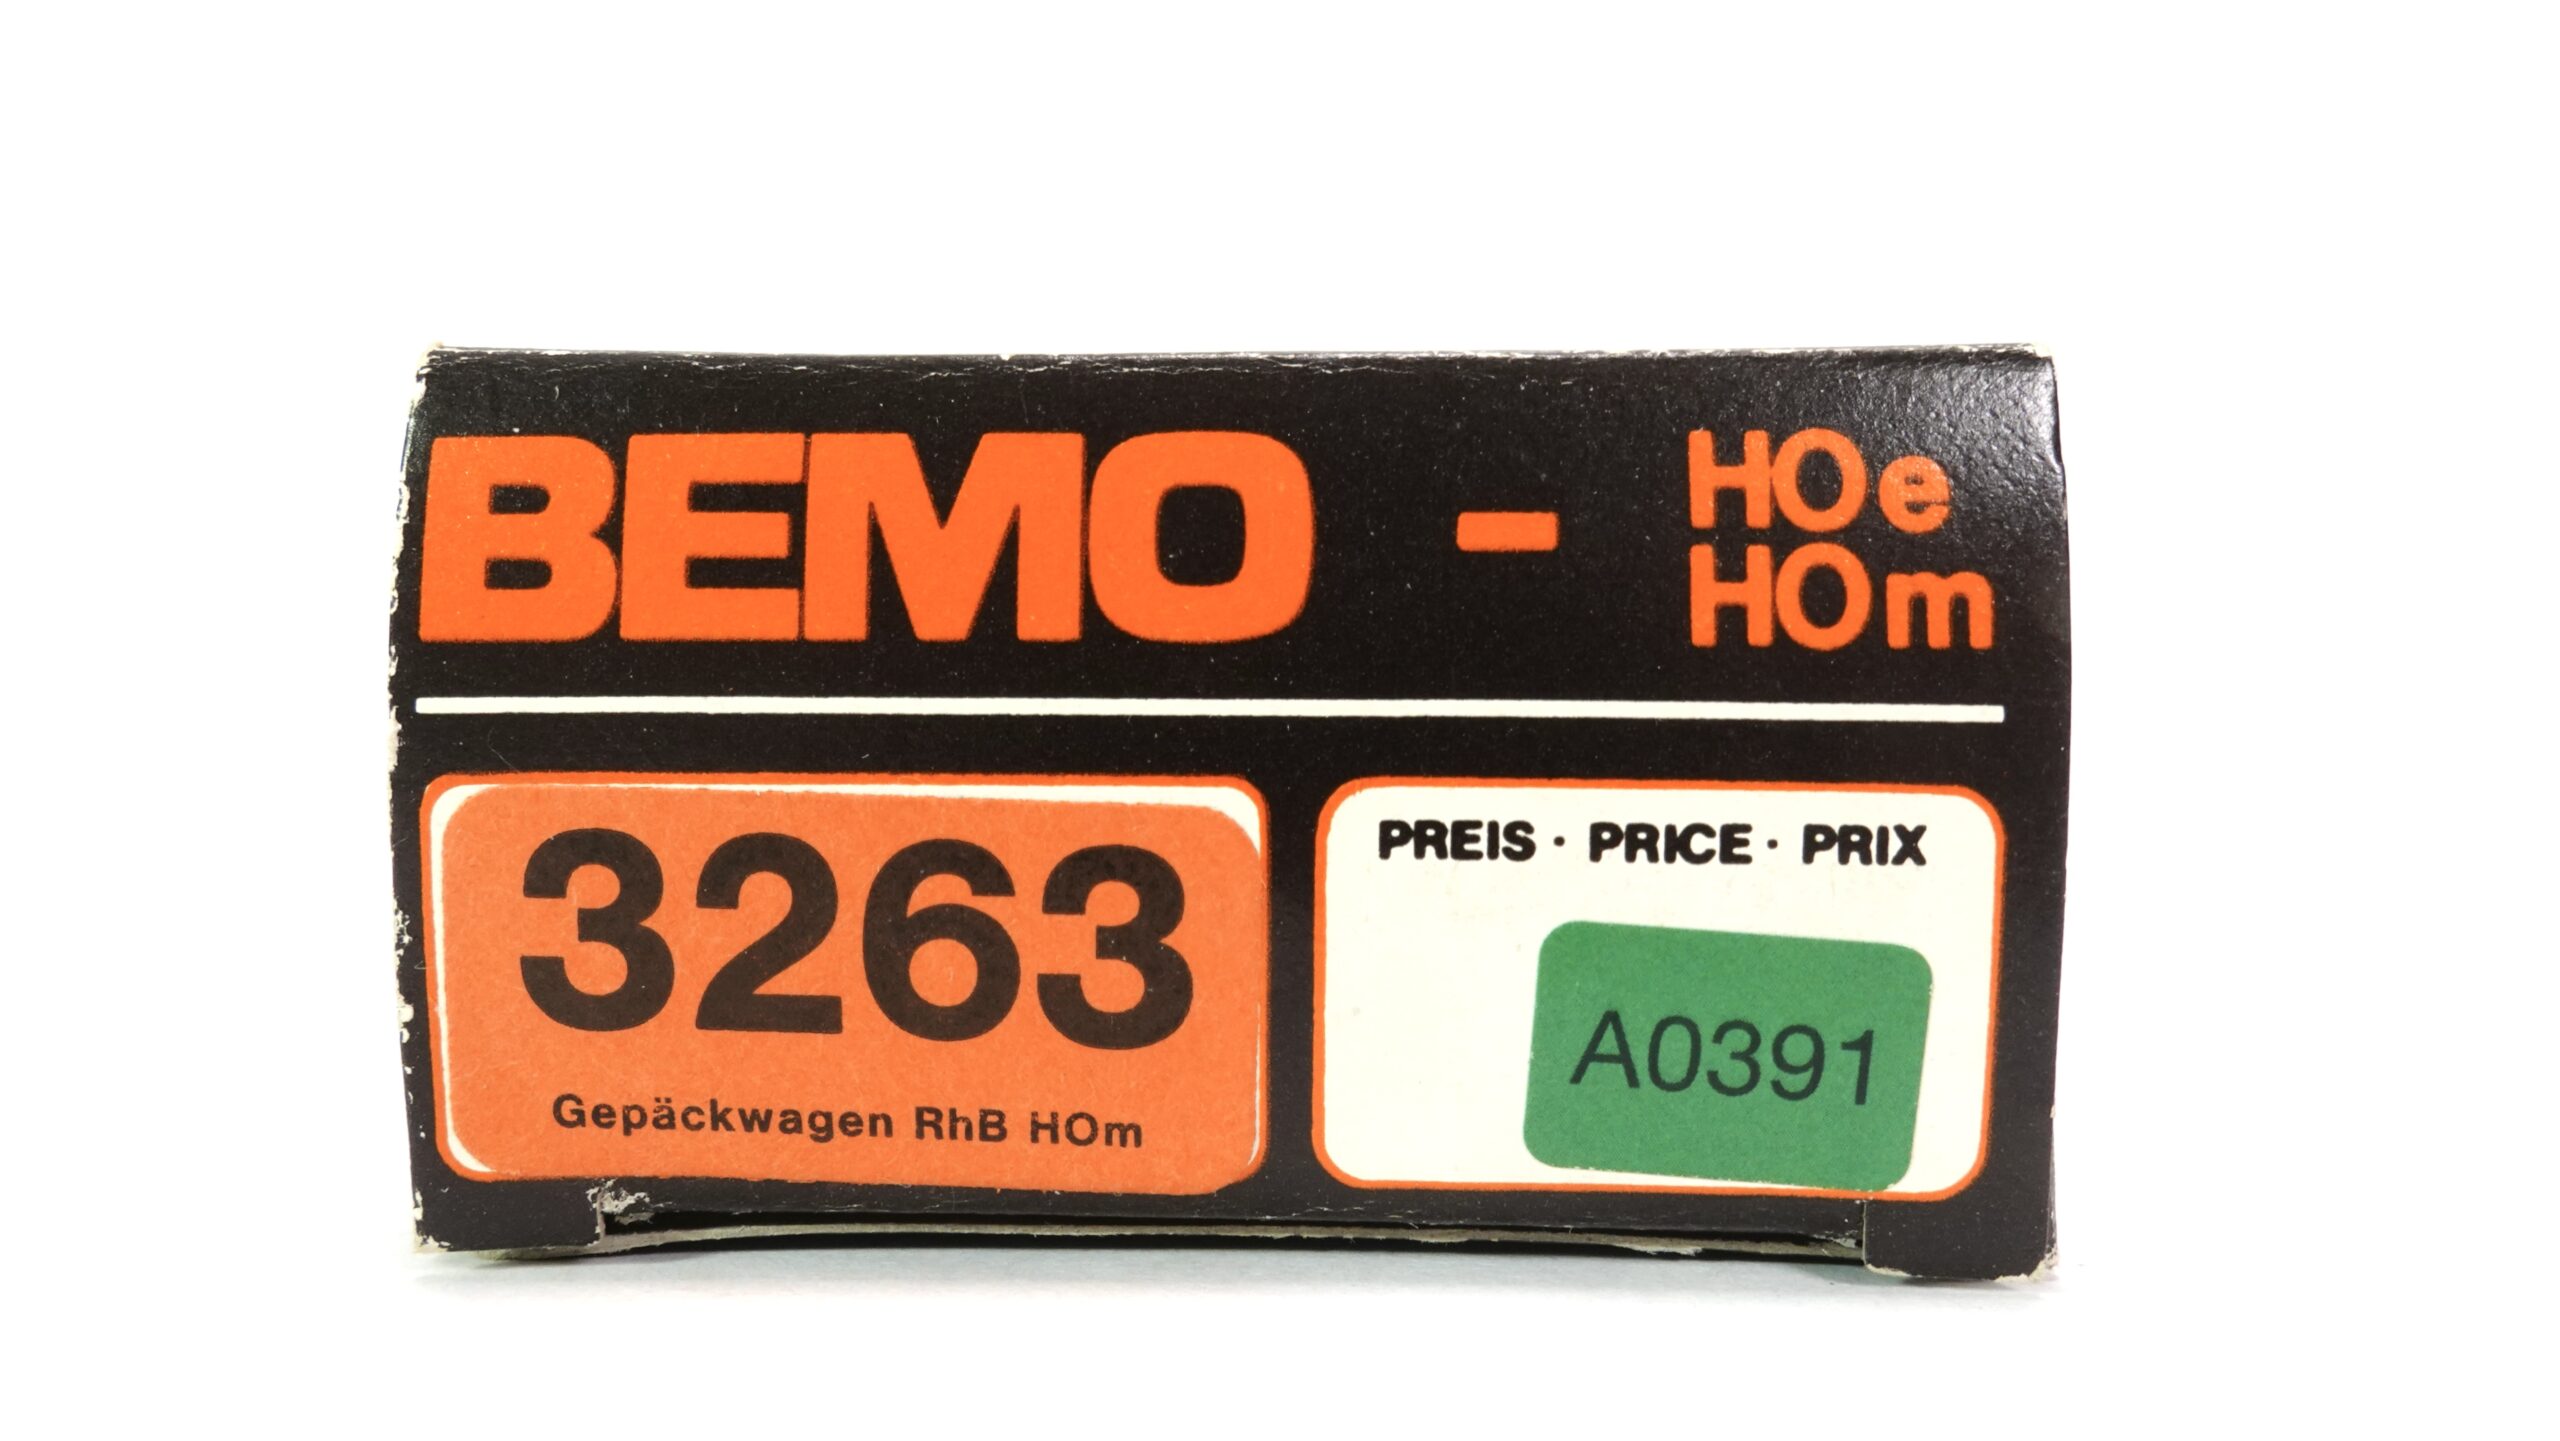 BEMO - HOe
HOm
3263
Gepäckwagen RhB HOm
PREIS · PRICE · PRIX
A0391